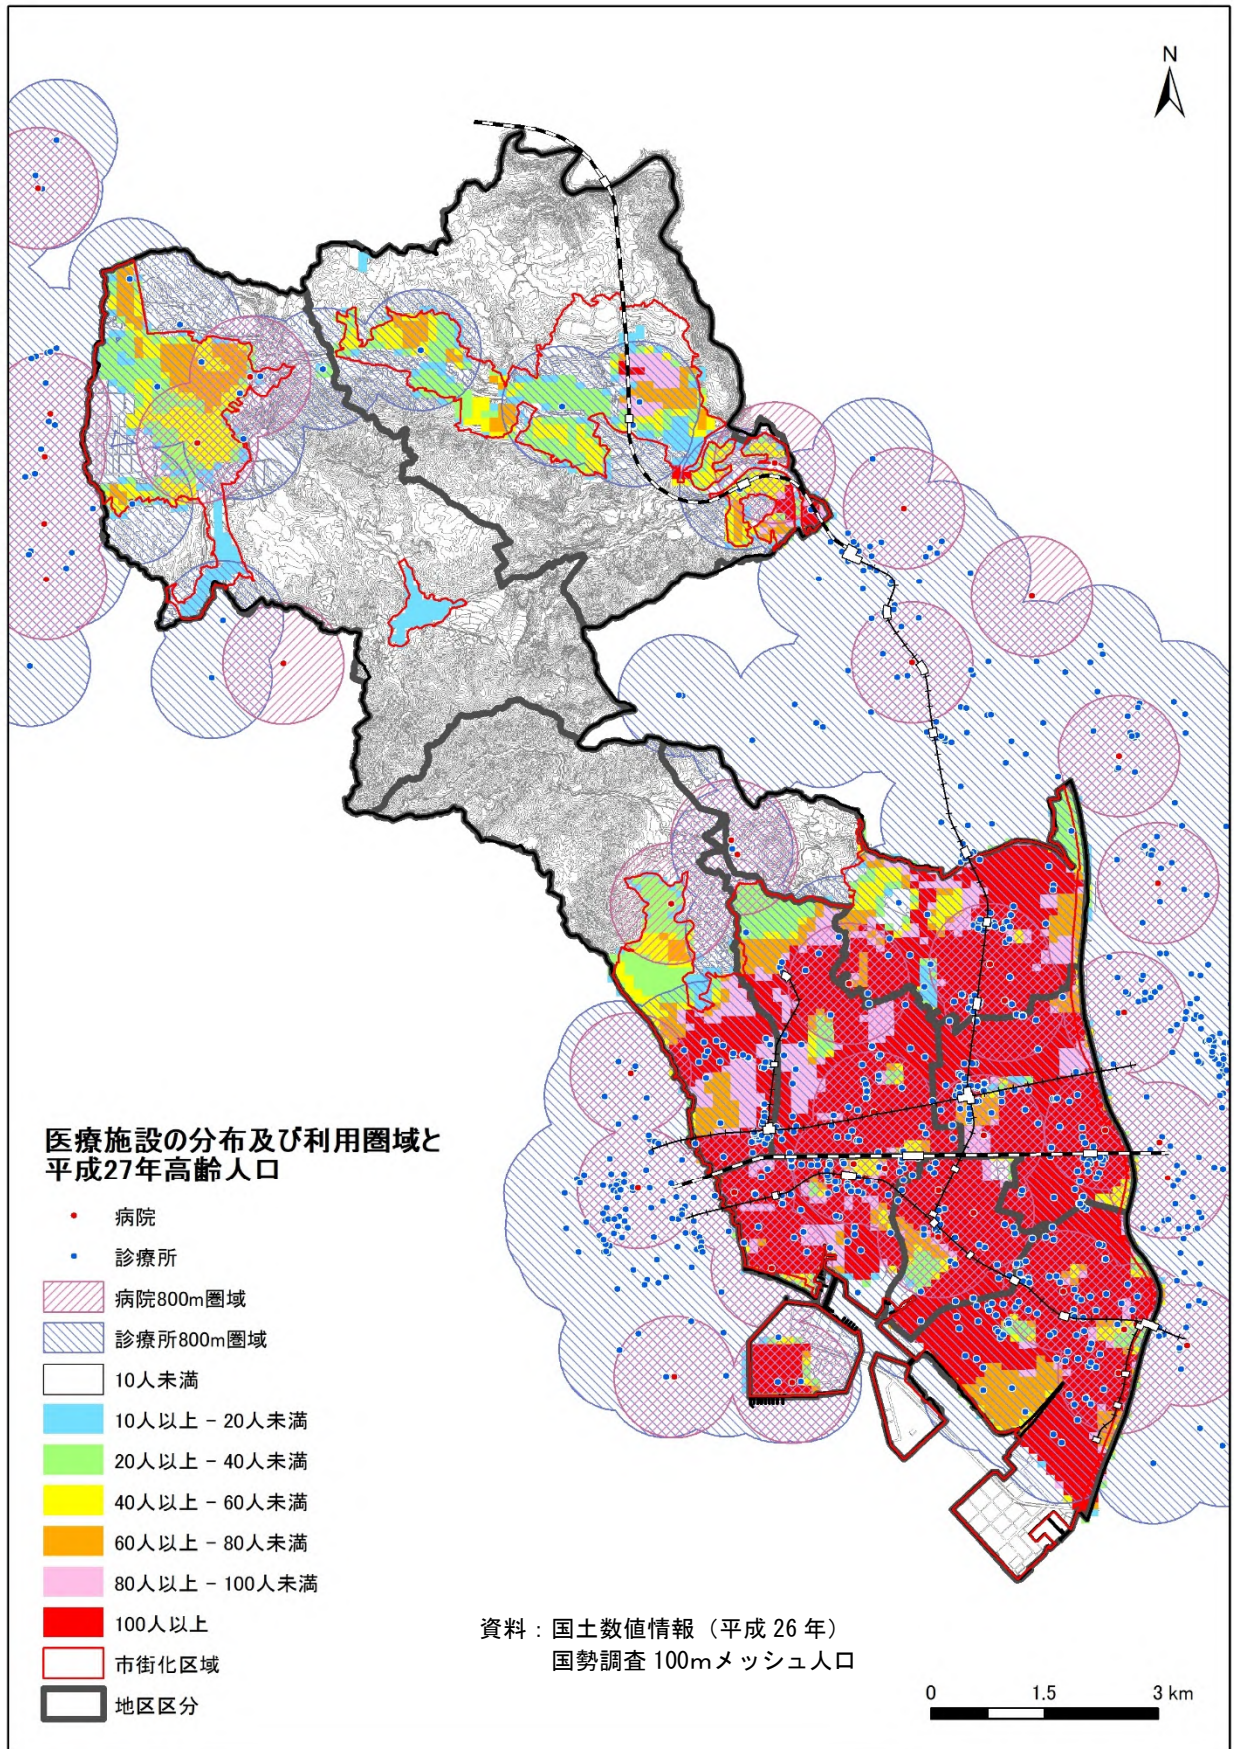 N
医療施設の分布及び利用圏域と
平成27年高齢人口
病院
診療所
病院800m圏域
診療所800m圏域
10人未満
10人以上 - 20人未満
20人以上 - 40人未満
40人以上 - 60人未満
60人以上 - 80人未満
80人以上 - 100人未満
100人以上
市街化区域
地区区分
資料：国土数値情報（平成 26 年）
国勢調査 100mメッシュ人口
0 1.5 3 km